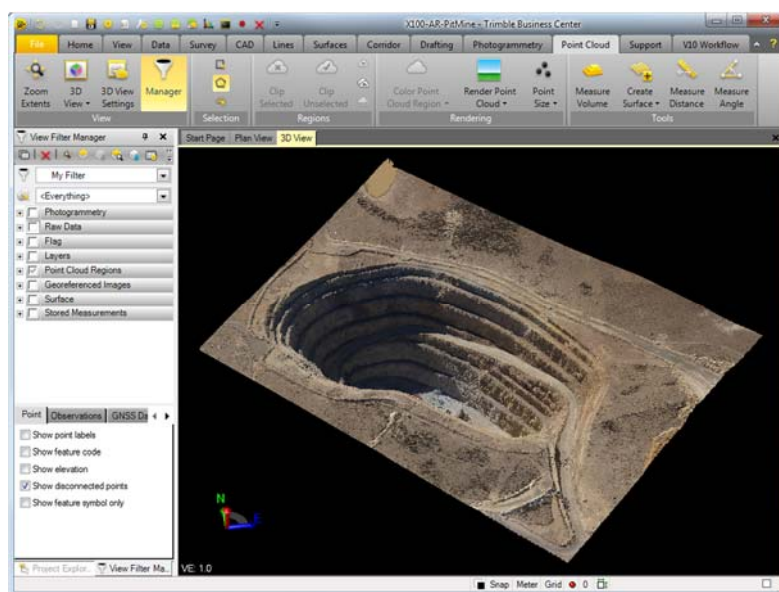 X100-AR-PitMine - Trimble Business Center
File Home View Data Survey CAD Lines Surfaces Corridor Drafting Photogrammetry Point Cloud Support V10 Workflow ?
Zoom Extents
3D View
3D View Settings
Manager
Clip Selected
Clip Unselected
Color Point Cloud Region
Render Point Cloud
Point Size
Measure Volume
Create Surface
Measure Distance
Measure Angle
View Selection Regions Rendering Tools
View Filter Manager
Start Page Plan View 3D View
My Filter
<Everything>
Photogrammetry
Raw Data
Flag
Layers
Point Cloud Regions
Georeferenced Images
Surface
Stored Measurements
Point Observations GNSS Da
Show point labels
Show feature code
Show elevation
Show disconnected points
Show feature symbol only
N
E
Project Explor... View Filter Ma...
VE: 1.0
Snap Meter Grid 0